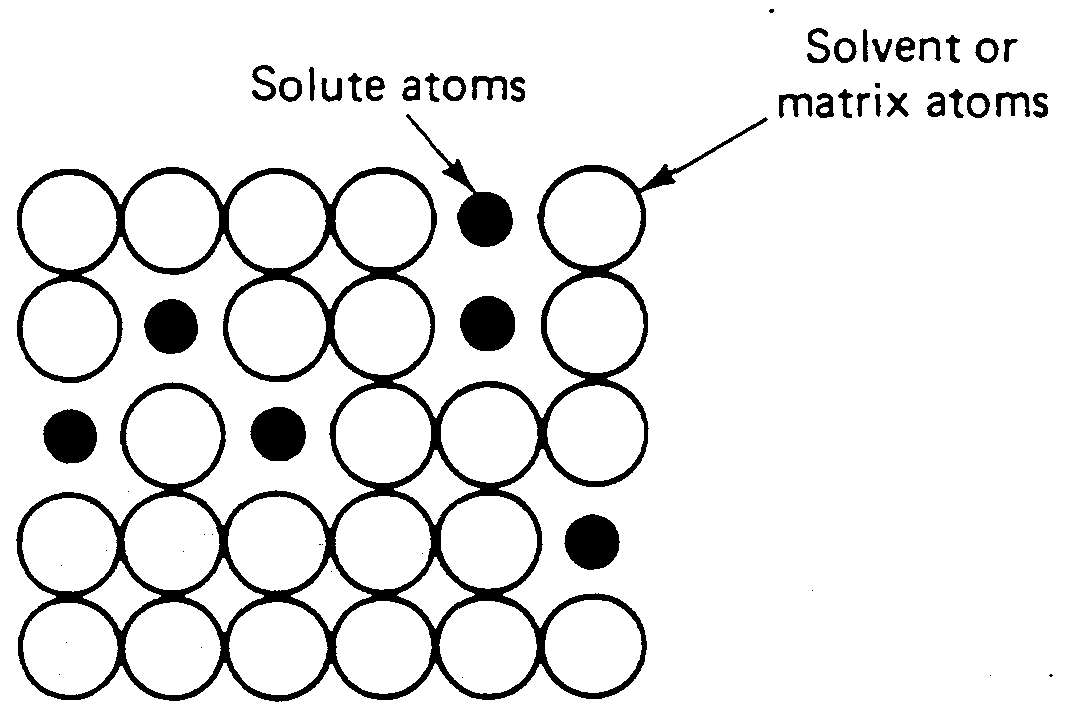 Solute atoms
Solvent or
matrix atoms